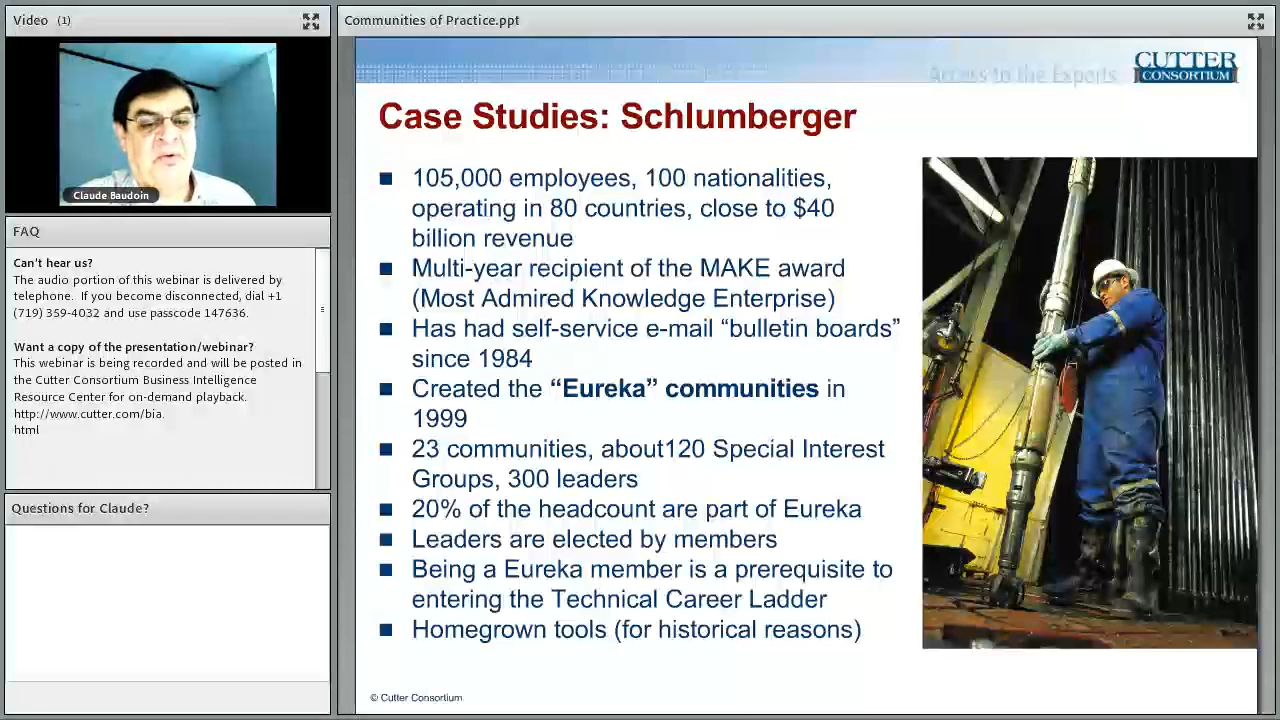 Video (1)
Claude Baudoin
FAQ
Can't hear us?
The audio portion of this webinar is delivered by
telephone. If you become disconnected, dial +1
(719) 359-4032 and use passcode 147636.
Want a copy of the presentation/webinar?
This webinar is being recorded and will be posted in
the Cutter Consortium Business Intelligence
Resource Center for on-demand playback.
http://www.cutter.com/bia.
html
Questions for Claude?
Communities of Practice.ppt
Access to the Experts
CUTTER
CONSORTIUM
Case Studies: Schlumberger
105,000 employees, 100 nationalities,
operating in 80 countries, close to $40
billion revenue
Multi-year recipient of the MAKE award
(Most Admired Knowledge Enterprise)
Has had self-service e-mail “bulletin boards”
since 1984
Created the “Eureka” communities in
1999
23 communities, about120 Special Interest
Groups, 300 leaders
20% of the headcount are part of Eureka
Leaders are elected by members
Being a Eureka member is a prerequisite to
entering the Technical Career Ladder
Homegrown tools (for historical reasons)
© Cutter Consortium